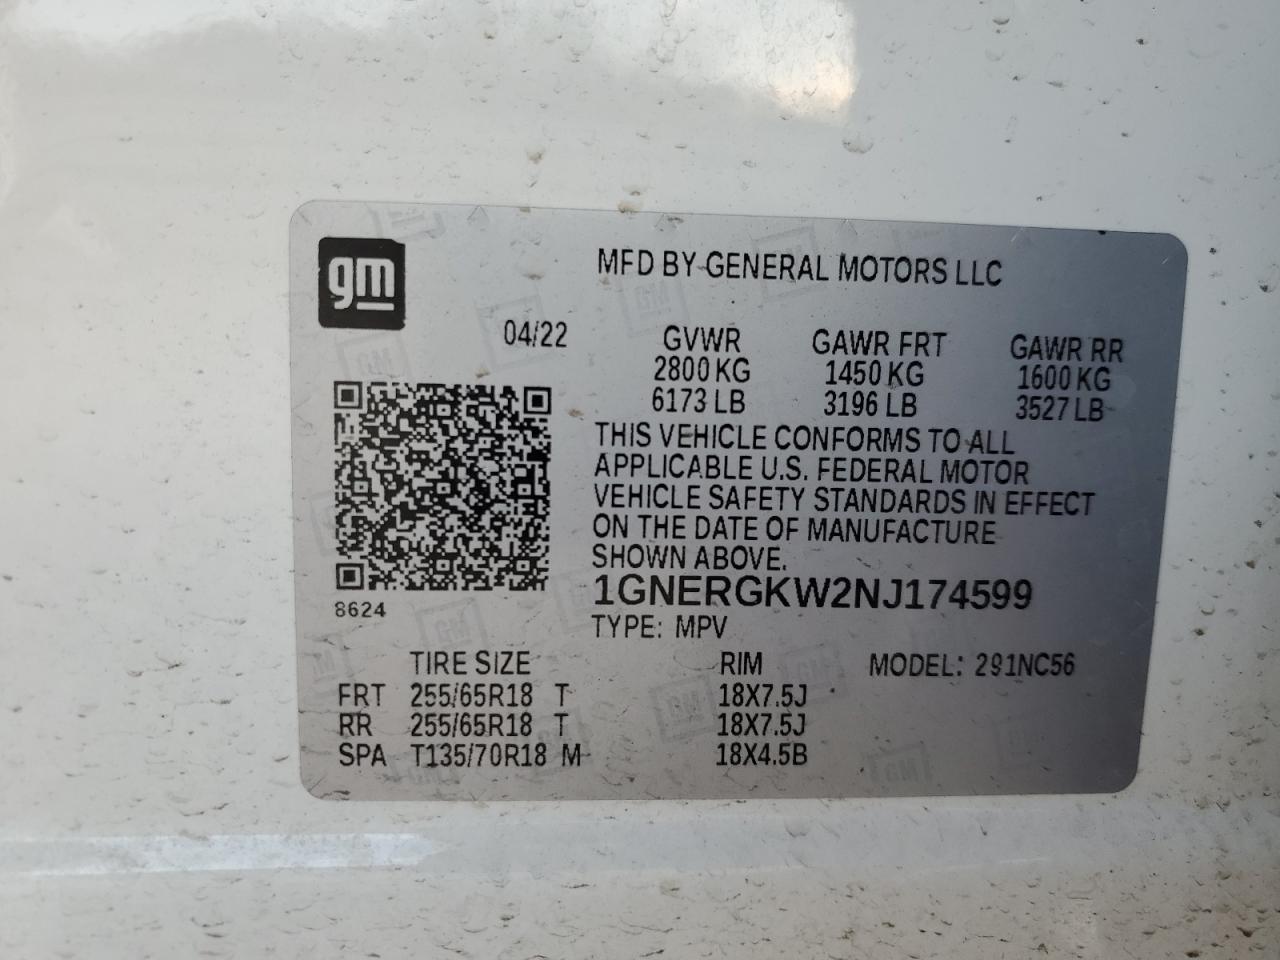 gm
MFD BY GENERAL MOTORS LLC
04/22 GVWR GAWR FRT GAWR RR
2800 KG 1450 KG 1600 KG
6173 LB 3196 LB 3527 LB
THIS VEHICLE CONFORMS TO ALL
APPLICABLE U.S. FEDERAL MOTOR
VEHICLE SAFETY STANDARDS IN EFFECT
ON THE DATE OF MANUFACTURE
SHOWN ABOVE.
1GNERGKW2NJ174599
8624
TYPE: MPV
TIRE SIZE RIM MODEL: 291NC56
FRT 255/65R18 T 18X7.5J
RR 255/65R18 T 18X7.5J
SPA T135/70R18 M 18X4.5B